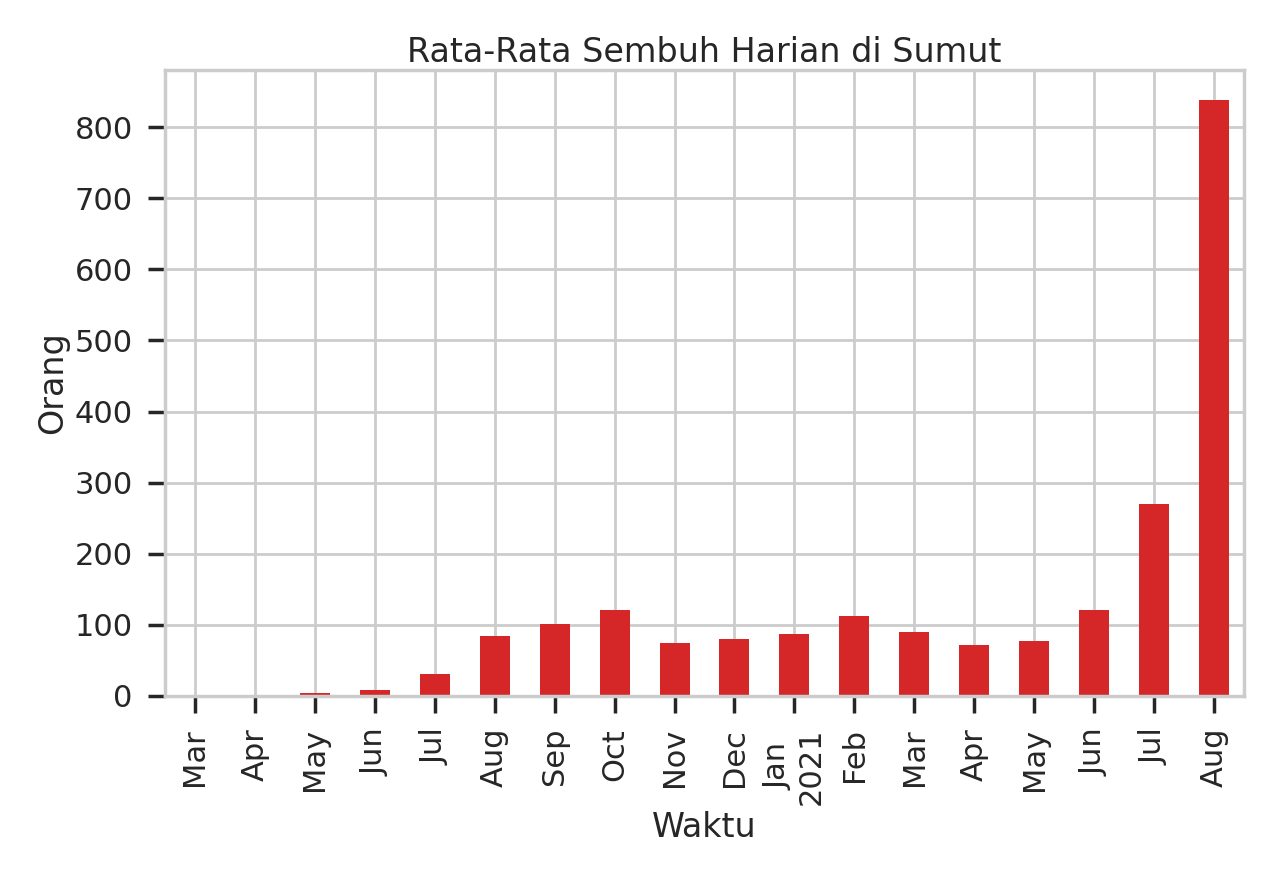 Rata-Rata Sembuh Harian di Sumut
Orang
800
700
600
500
400
300
200
100
0
Mar
Apr
May
Jun
Jul
Aug
Sep
Oct
Nov
Dec
Jan
2021
Feb
Mar
Apr
May
Jun
Jul
Aug
Waktu